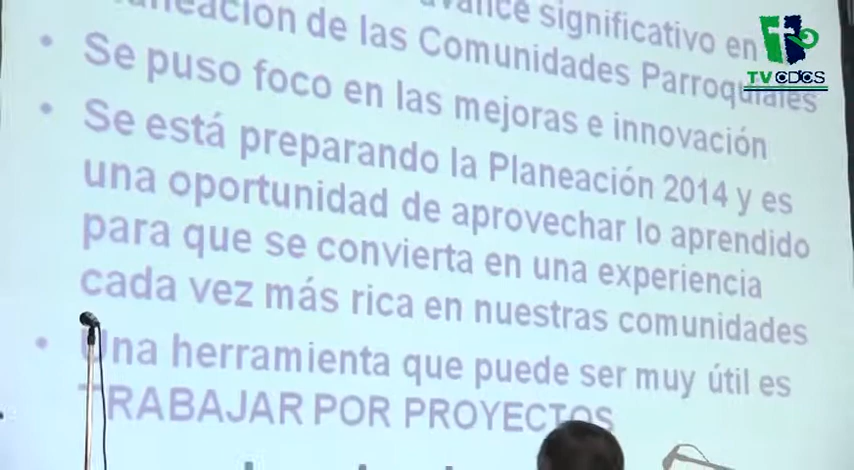 avance significativo en
Planeación de las Comunidades Parroquiales
• Se puso foco en las mejoras e innovación
• Se está preparando la Planeación 2014 y es
una oportunidad de aprovechar lo aprendido
para que se convierta en una experiencia
cada vez más rica en nuestras comunidades
• Una herramienta que puede ser muy útil es
TRABAJAR POR PROYECTOS
TV CDCS